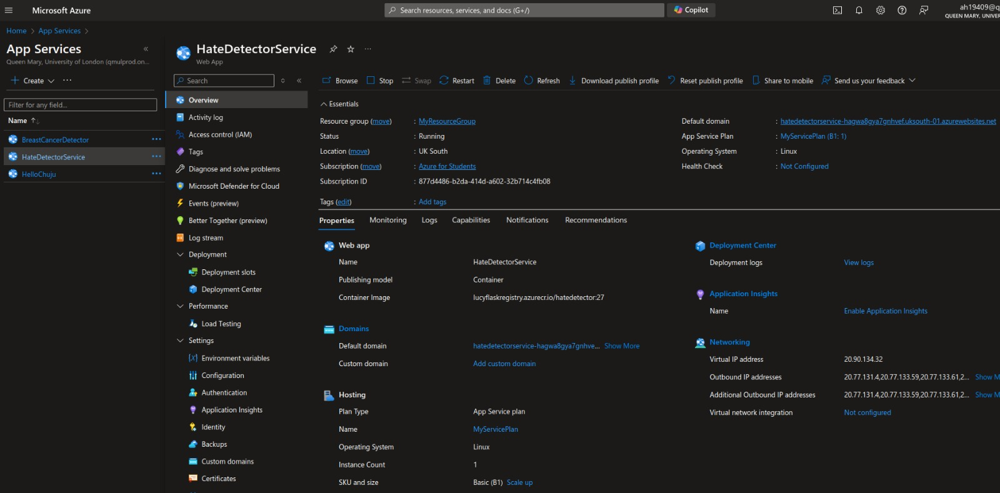 Microsoft Azure
Search resources, services, and docs (G+/)
Copilot
ah19409@q
QUEEN MARY, UNIVER
Home > App Services >
App Services
Queen Mary, University of London (qmulprod.on...
Create
Filter for any field...
Name
BreastCancerDetector
HateDetectorService
HelloChuju
HateDetectorService
Web App
Search
Overview
Activity log
Access control (IAM)
Tags
Diagnose and solve problems
Microsoft Defender for Cloud
Events (preview)
Better Together (preview)
Log stream
Deployment
Deployment slots
Deployment Center
Performance
Load Testing
Settings
Environment variables
Configuration
Authentication
Application Insights
Identity
Backups
Custom domains
Certificates
Browse Stop Swap Restart Delete Refresh Download publish profile Reset publish profile Share to mobile Send us your feedback
Essentials
Resource group (move) : MyResourceGroup
Status : Running
Location (move) : UK South
Subscription (move) : Azure for Students
Subscription ID : 877d4486-b2da-414d-a602-32b714c4fb08
Tags (edit) : Add tags
Default domain : hatedetectorservice-hagwa8gya7gnhvef.uksouth-01.azurewebsites.net
App Service Plan : MyServicePlan (B1: 1)
Operating System : Linux
Health Check : Not Configured
Properties Monitoring Logs Capabilities Notifications Recommendations
Web app
Name HateDetectorService
Publishing model Container
Container Image lucyflaskregistry.azurecr.io/hatedetector:27
Domains
Default domain hatedetectorservice-hagwa8gya7gnhve... Show More
Custom domain Add custom domain
Hosting
Plan Type App Service plan
Name MyServicePlan
Operating System Linux
Instance Count 1
SKU and size Basic (B1) Scale up
Deployment Center
Deployment logs View logs
Application Insights
Name Enable Application Insights
Networking
Virtual IP address 20.90.134.32
Outbound IP addresses 20.77.131.4,20.77.133.59,20.77.133.61,2... Show M
Additional Outbound IP addresses 20.77.131.4,20.77.133.59,20.77.133.61,2... Show M
Virtual network integration Not configured